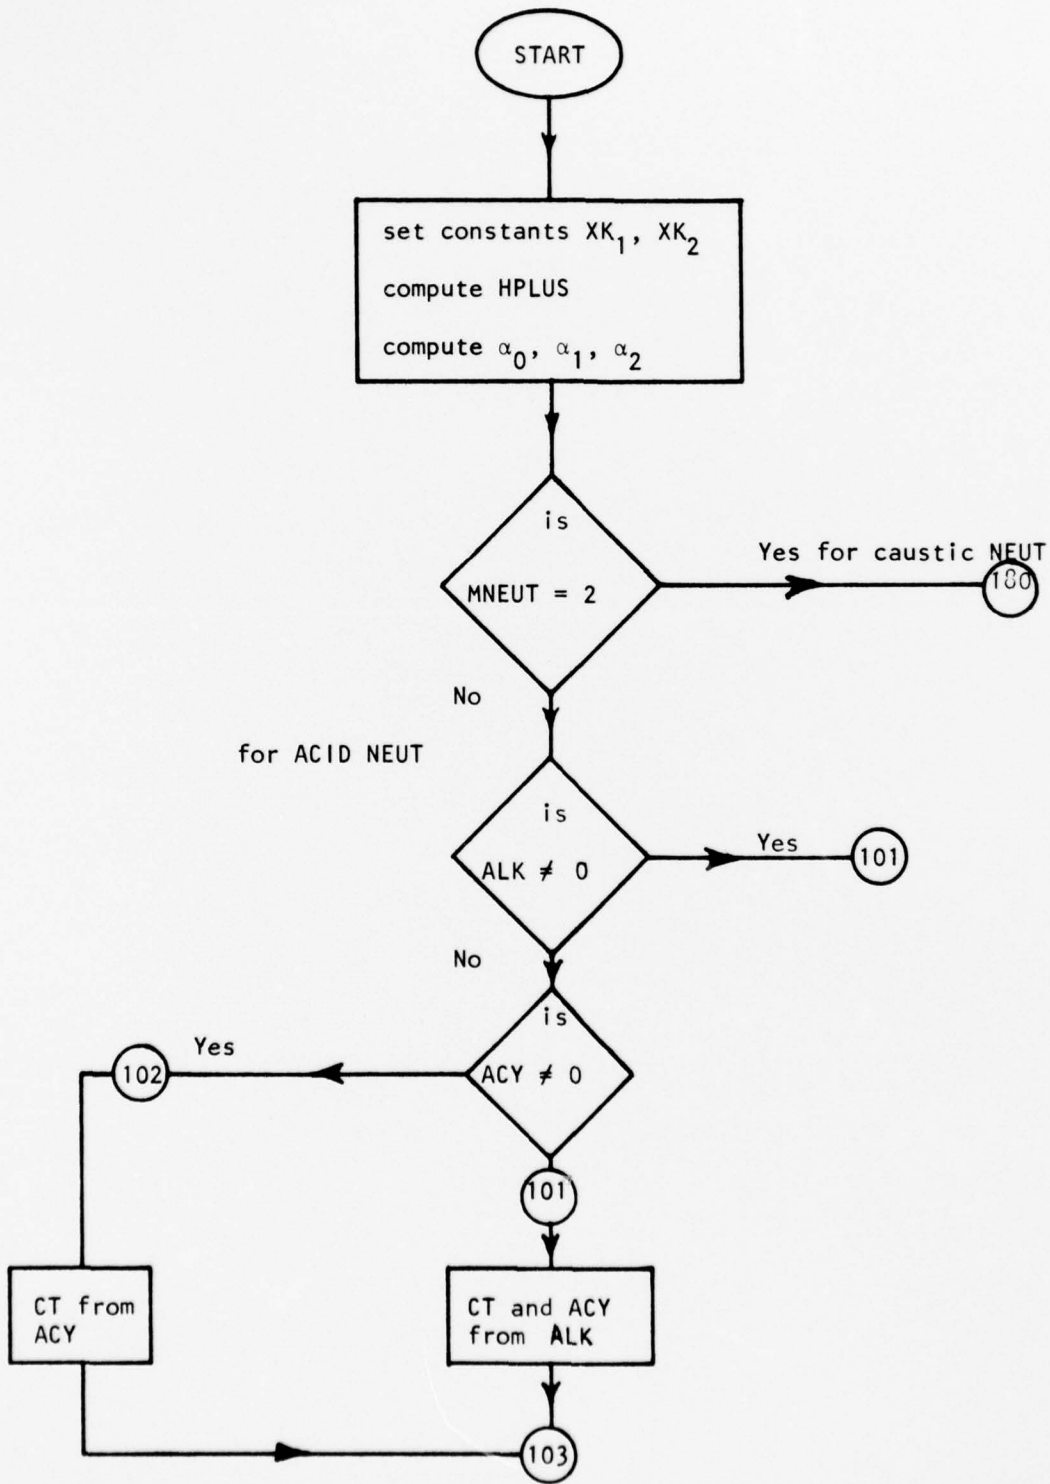 START
set constants XK₁, XK₂
compute HPLUS
compute α₀, α₁, α₂
is
MNEUT = 2
Yes for caustic NEUT
180
No
for ACID NEUT
is
ALK ≠ 0
Yes
101
No
is
ACY ≠ 0
Yes
102
101
CT from
ACY
CT and ACY
from ALK
103